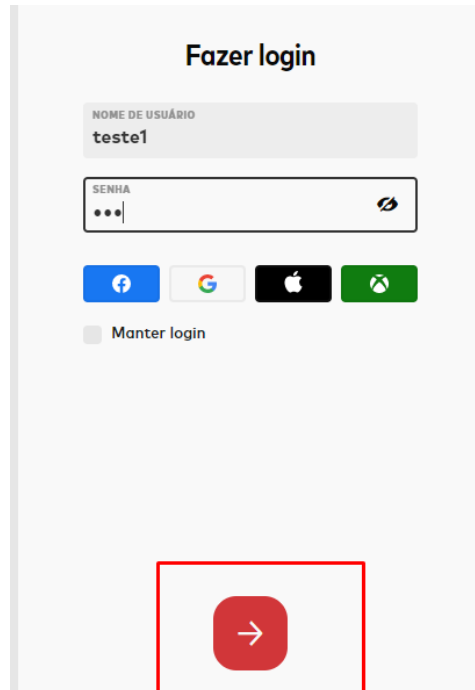 Fazer login
NOME DE USUÁRIO
teste1
SENHA
•••
Manter login